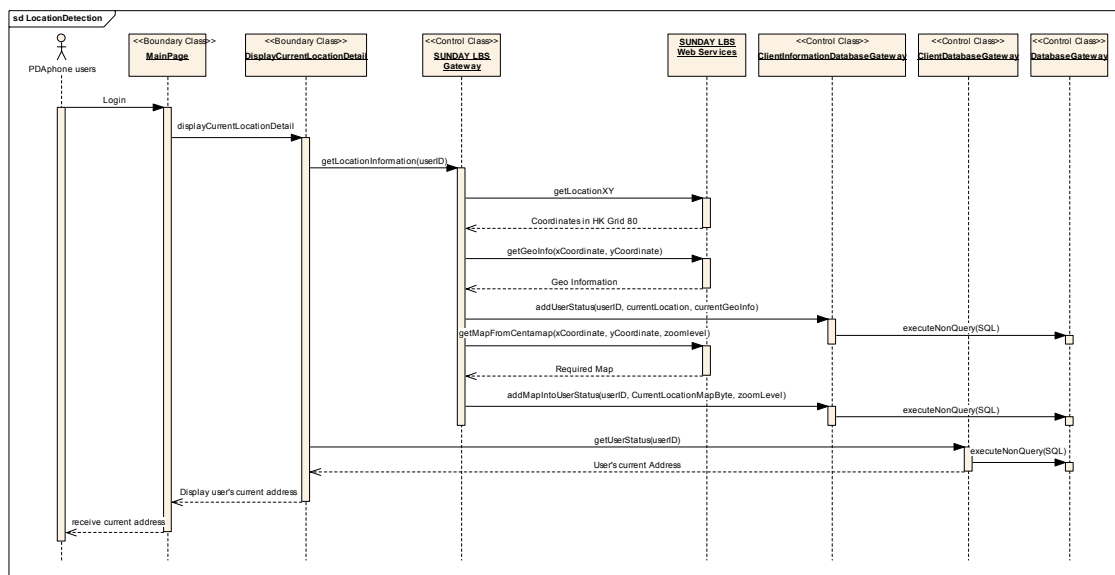 sd LocationDetection
PDAphone users
<<Boundary Class>>
MainPage
<<Boundary Class>>
DisplayCurrentLocationDetail
<<Control Class>>
SUNDAY LBS
Gateway
SUNDAY LBS
Web Services
<<Control Class>>
ClientInformationDatabaseGateway
<<Control Class>>
ClientDatabaseGateway
<<Control Class>>
DatabaseGateway
Login
displayCurrentLocationDetail
getLocationInformation(userID)
getLocationXY
Coordinates in HK Grid 80
getGeoInfo(xCoordinate, yCoordinate)
Geo Information
addUserStatus(userID, currentLocation, currentGeoInfo)
executeNonQuery(SQL)
getMapFromCentamap(xCoordinate, yCoordinate, zoomlevel)
Required Map
addMapIntoUserStatus(userID, CurrentLocationMapByte, zoomLevel)
executeNonQuery(SQL)
getUserStatus(userID)
executeNonQuery(SQL)
User's current Address
Display user's current address
receive current address